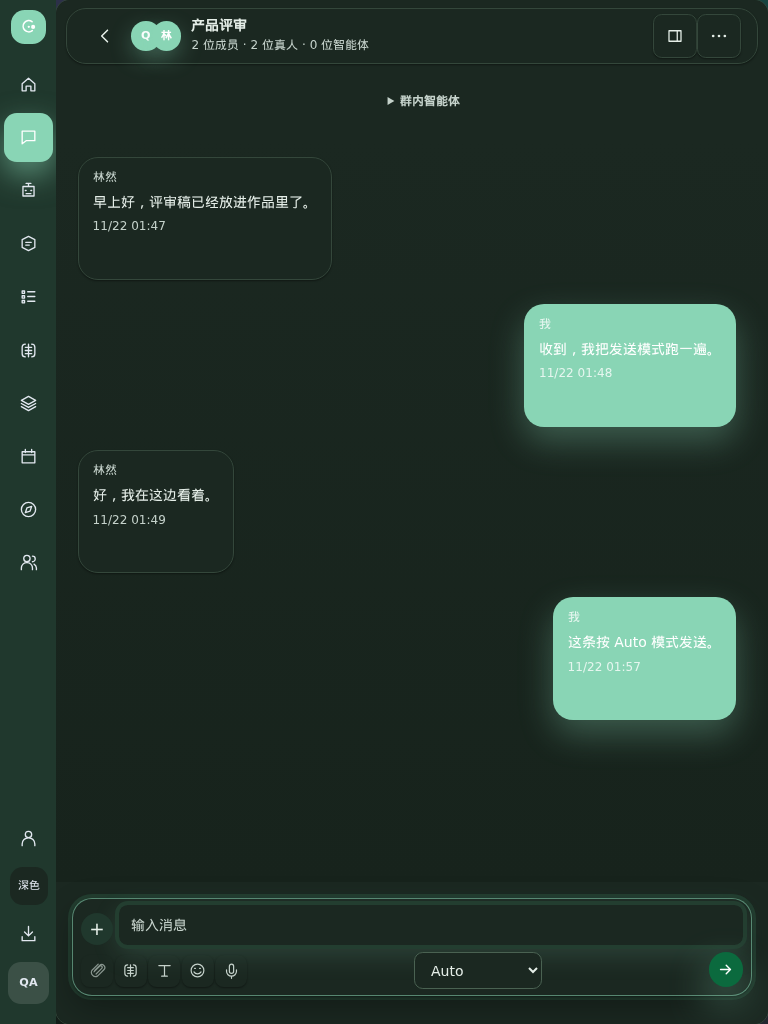 产品评审
Q 林
2 位成员 · 2 位真人 · 0 位智能体
▶ 群内智能体
林然
早上好，评审稿已经放进作品里了。
11/22 01:47
我
收到，我把发送模式跑一遍。
11/22 01:48
林然
好，我在这边看着。
11/22 01:49
我
这条按 Auto 模式发送。
11/22 01:57
深色
QA
输入消息
Auto